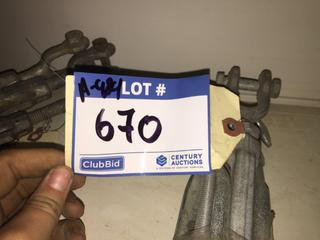 LOT #
670
ClubBid
CENTURY
AUCTIONS